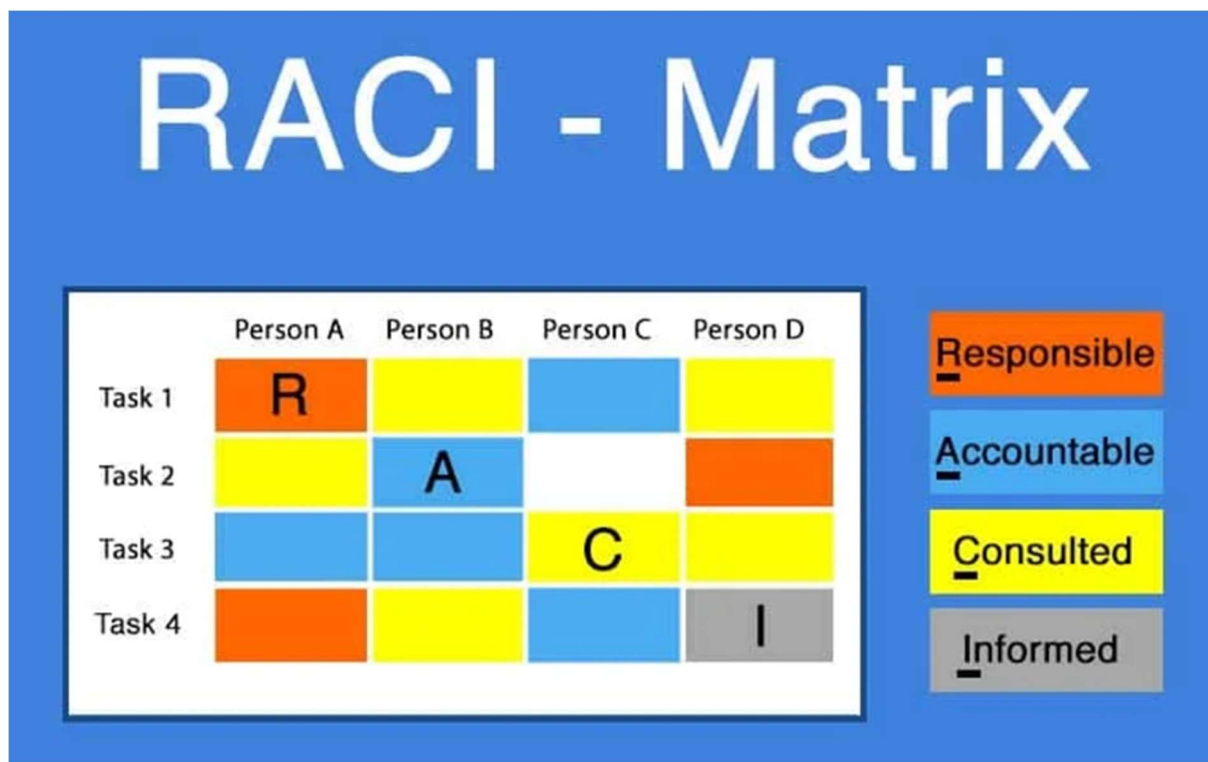 RACI - Matrix
Person A Person B Person C Person D
Task 1 R
Task 2 A
Task 3 C
Task 4 I
Responsible
Accountable
Consulted
Informed